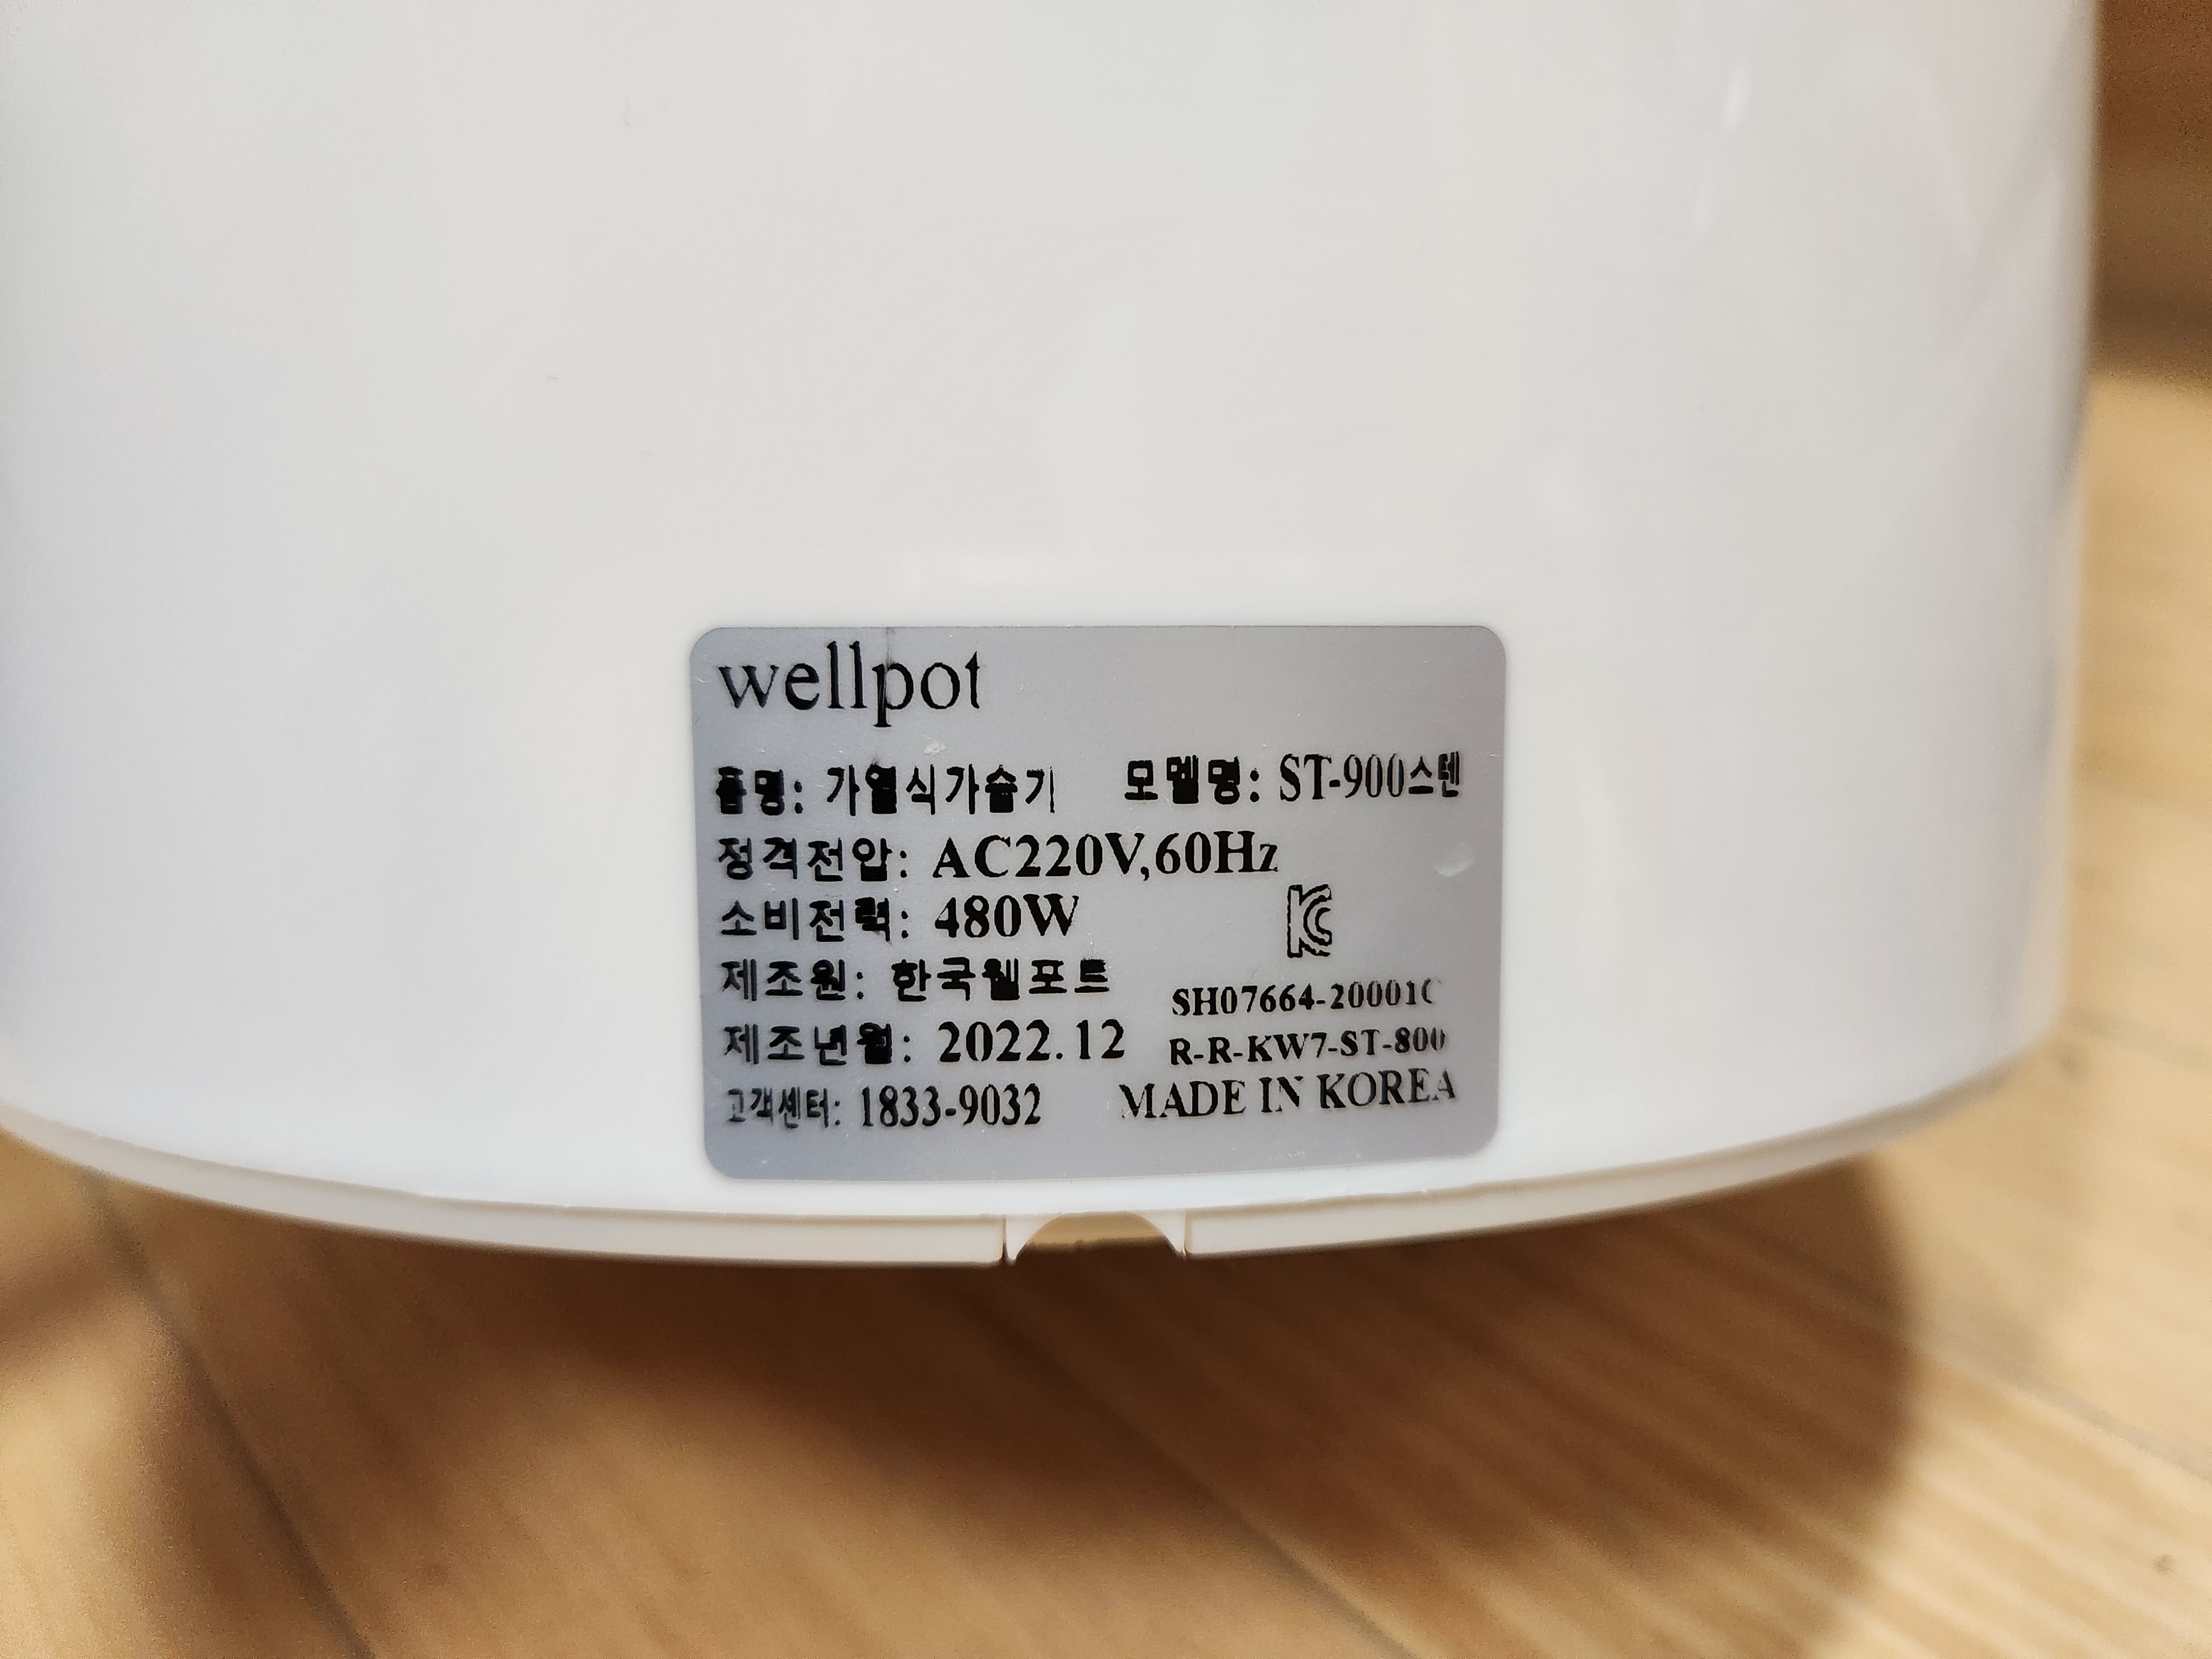 wellpot
품명: 가열식가습기 모델명: ST-900스텐
정격전압: AC220V,60Hz
소비전력: 480W
KC
제조원: 한국웰포트
SH07664-20001C
제조년월: 2022.12
R-R-KW7-ST-800
고객센터: 1833-9032 MADE IN KOREA